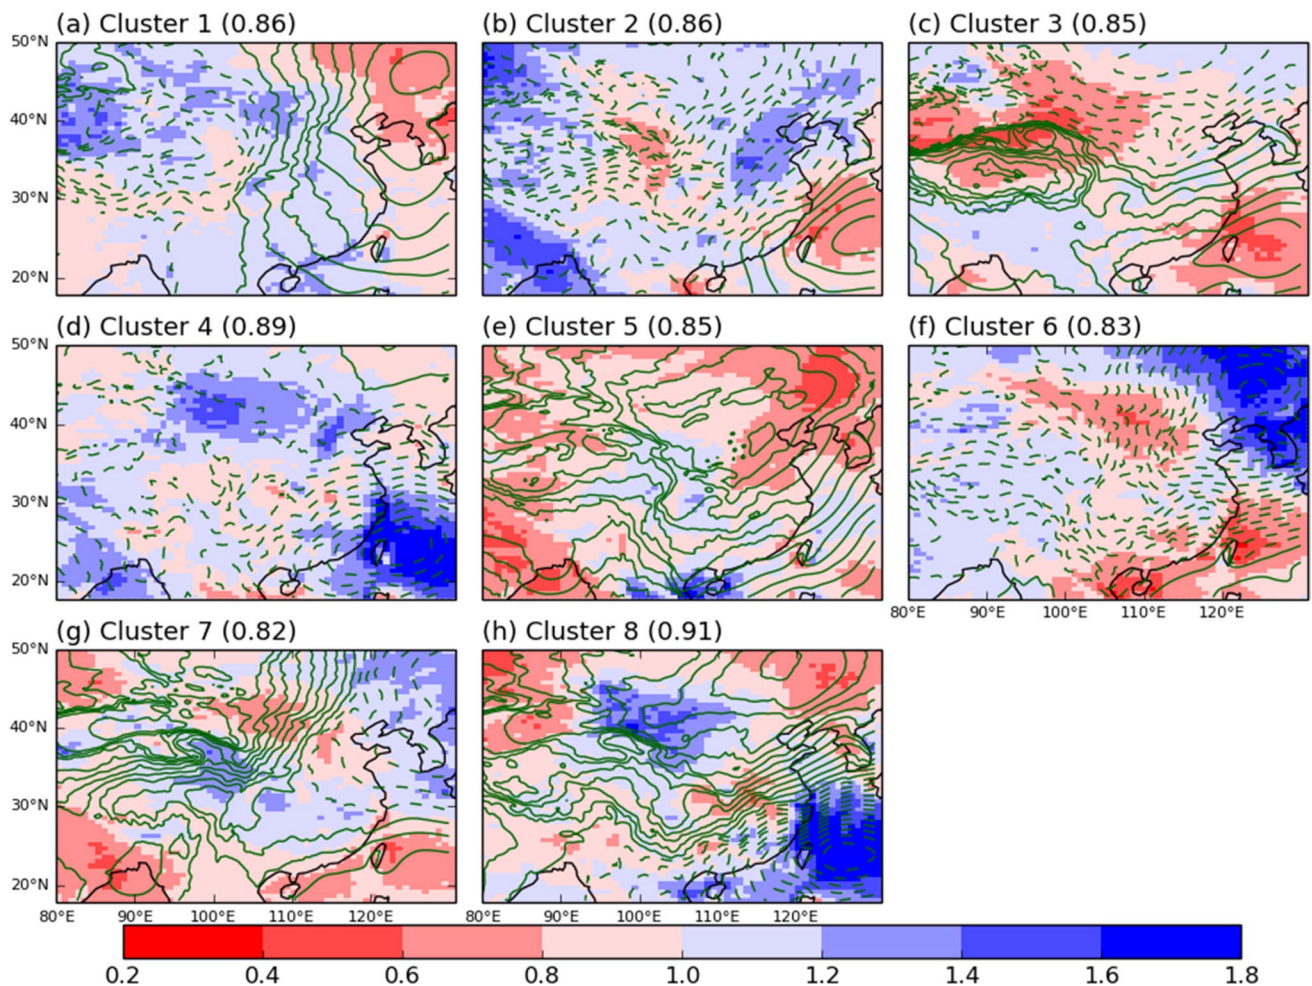 (a) Cluster 1 (0.86)
(b) Cluster 2 (0.86)
(c) Cluster 3 (0.85)
50°N
40°N
30°N
20°N
(d) Cluster 4 (0.89)
(e) Cluster 5 (0.85)
(f) Cluster 6 (0.83)
50°N
40°N
30°N
20°N
80°E 90°E 100°E 110°E 120°E
(g) Cluster 7 (0.82)
(h) Cluster 8 (0.91)
50°N
40°N
30°N
20°N
80°E 90°E 100°E 110°E 120°E
80°E 90°E 100°E 110°E 120°E
0.2 0.4 0.6 0.8 1.0 1.2 1.4 1.6 1.8